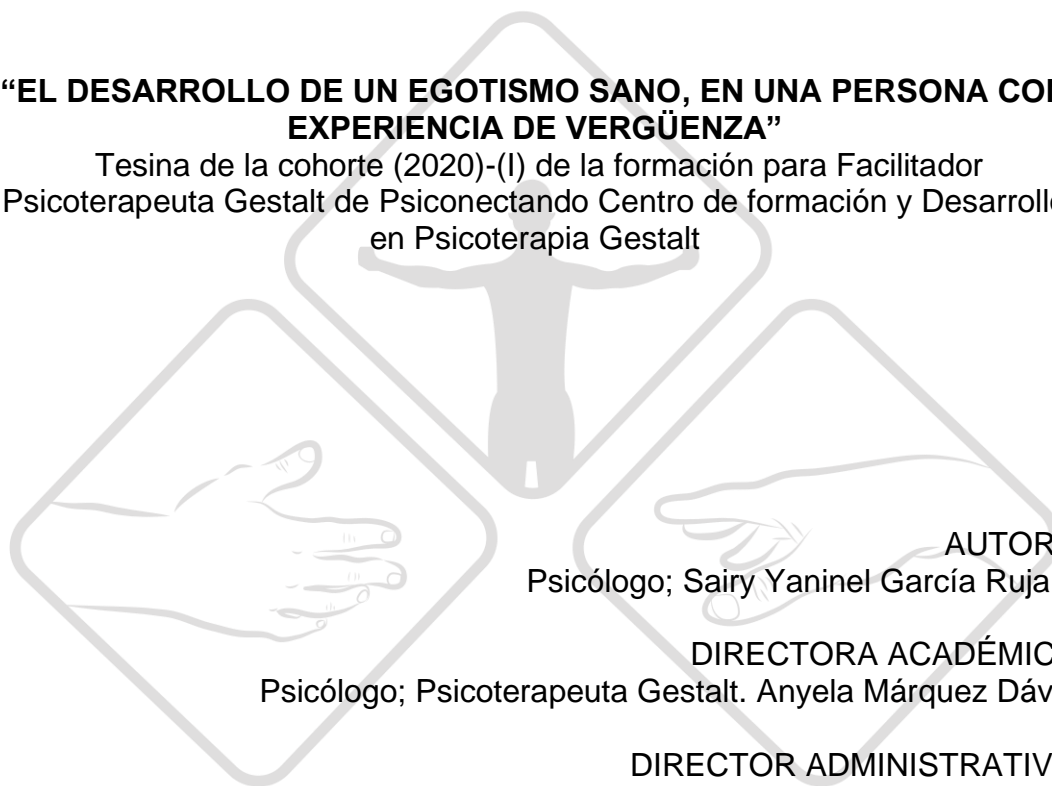 “EL DESARROLLO DE UN EGOTISMO SANO, EN UNA PERSONA CON
EXPERIENCIA DE VERGÜENZA”
Tesina de la cohorte (2020)-(I) de la formación para Facilitador
Psicoterapeuta Gestalt de Psiconectando Centro de formación y Desarrollo
en Psicoterapia Gestalt
AUTOR
Psicólogo; Sairy Yaninel García Ruja
DIRECTORA ACADÉMIC
Psicólogo; Psicoterapeuta Gestalt. Anyela Márquez Dáv
DIRECTOR ADMINISTRATIV